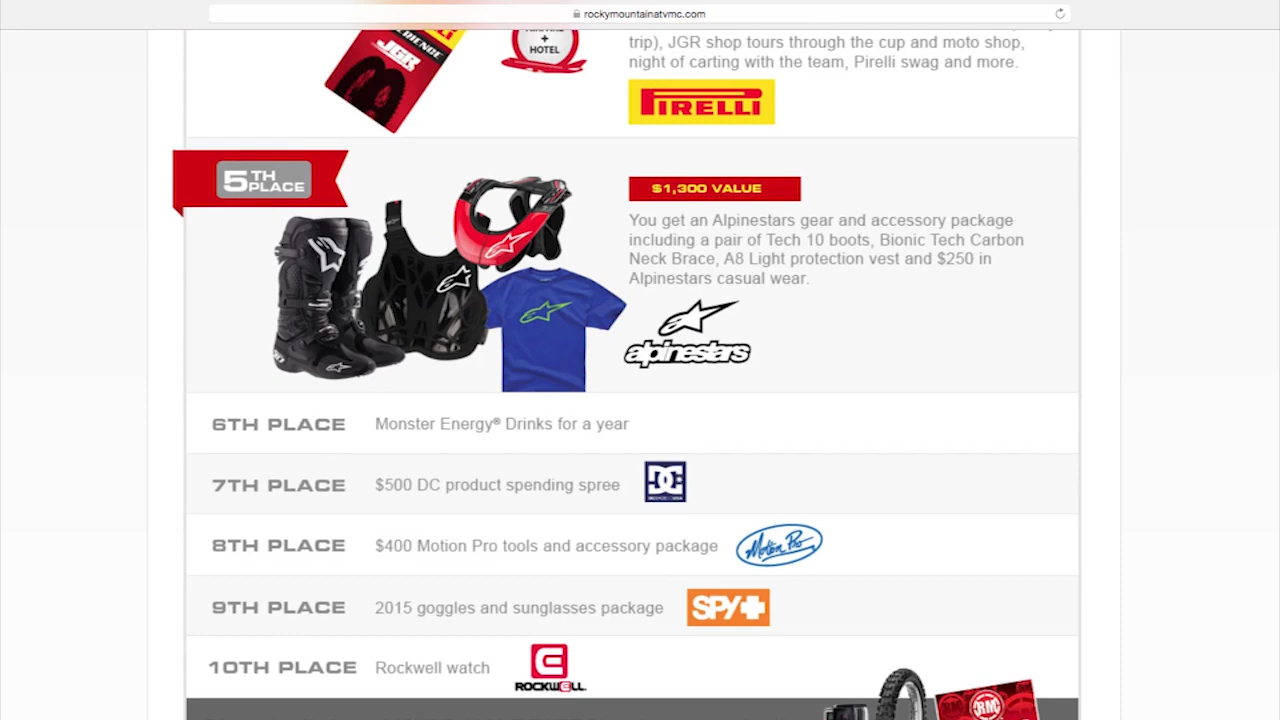 rockymountainatvmc.com
+
HOTEL
JGR
trip), JGR shop tours through the cup and moto shop,
night of carting with the team, Pirelli swag and more.
PIRELLI
5TH PLACE
$1,300 VALUE
You get an Alpinestars gear and accessory package
including a pair of Tech 10 boots, Bionic Tech Carbon
Neck Brace, A8 Light protection vest and $250 in
Alpinestars casual wear.
alpinestars
6TH PLACE Monster Energy® Drinks for a year
7TH PLACE $500 DC product spending spree DC
8TH PLACE $400 Motion Pro tools and accessory package Motion Pro
9TH PLACE 2015 goggles and sunglasses package SPY+
10TH PLACE Rockwell watch
ROCKWELL
RMC